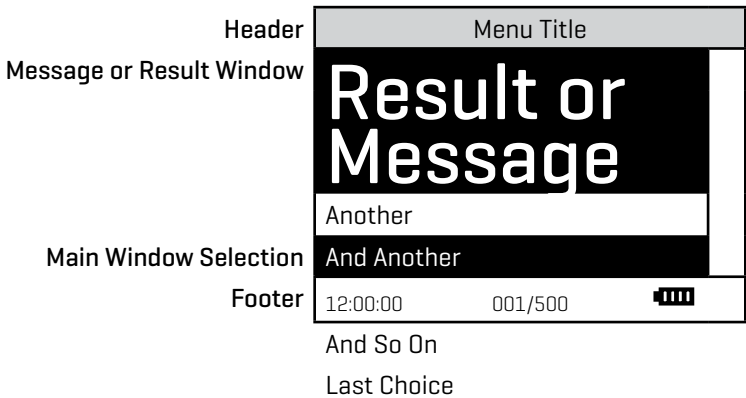 Header
Menu Title
Message or Result Window
Result or
Message
Another
Main Window Selection
And Another
Footer
12:00:00 001/500
And So On
Last Choice